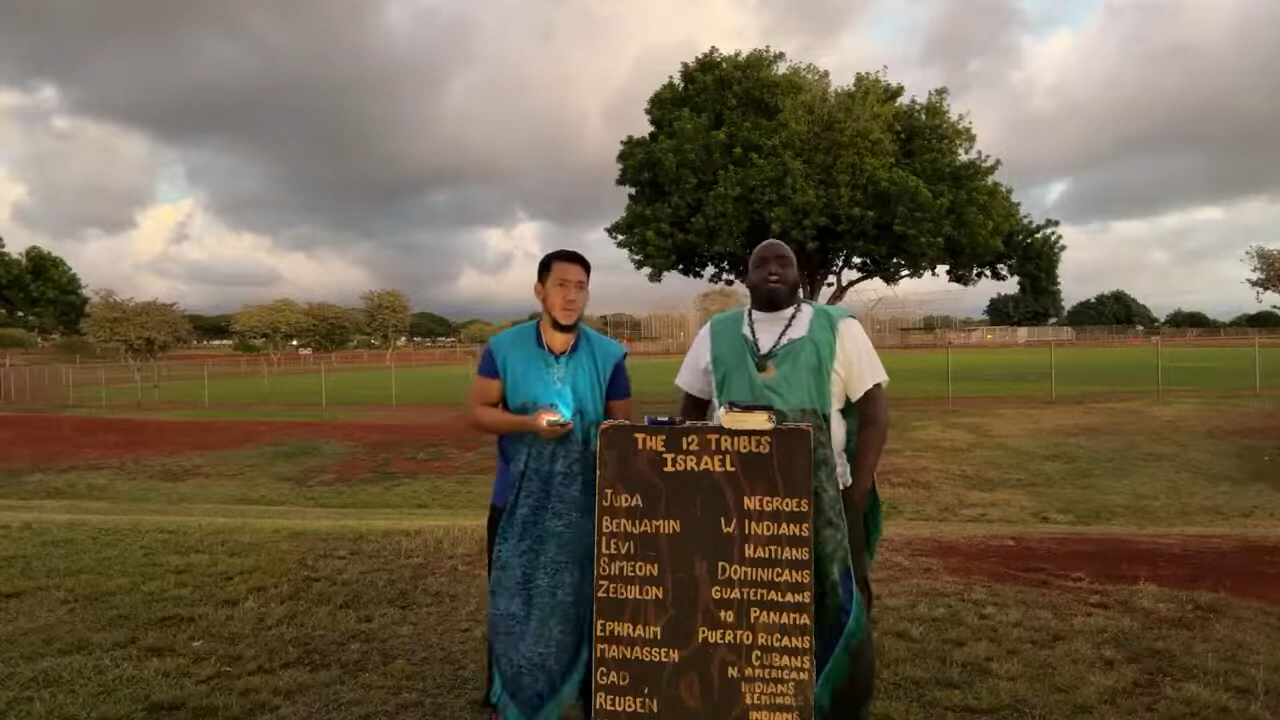 THE 12 TRIBES
ISRAEL
JUDA NEGROES
BENJAMIN W. INDIANS
LEVI HAITIANS
SIMEON DOMINICANS
ZEBULON GUATEMALANS
to PANAMA
EPHRAIM PUERTO RICANS
MANASSEH CUBANS
GAD N. AMERICAN
INDIANS
REUBEN SEMINOLE
INDIANS